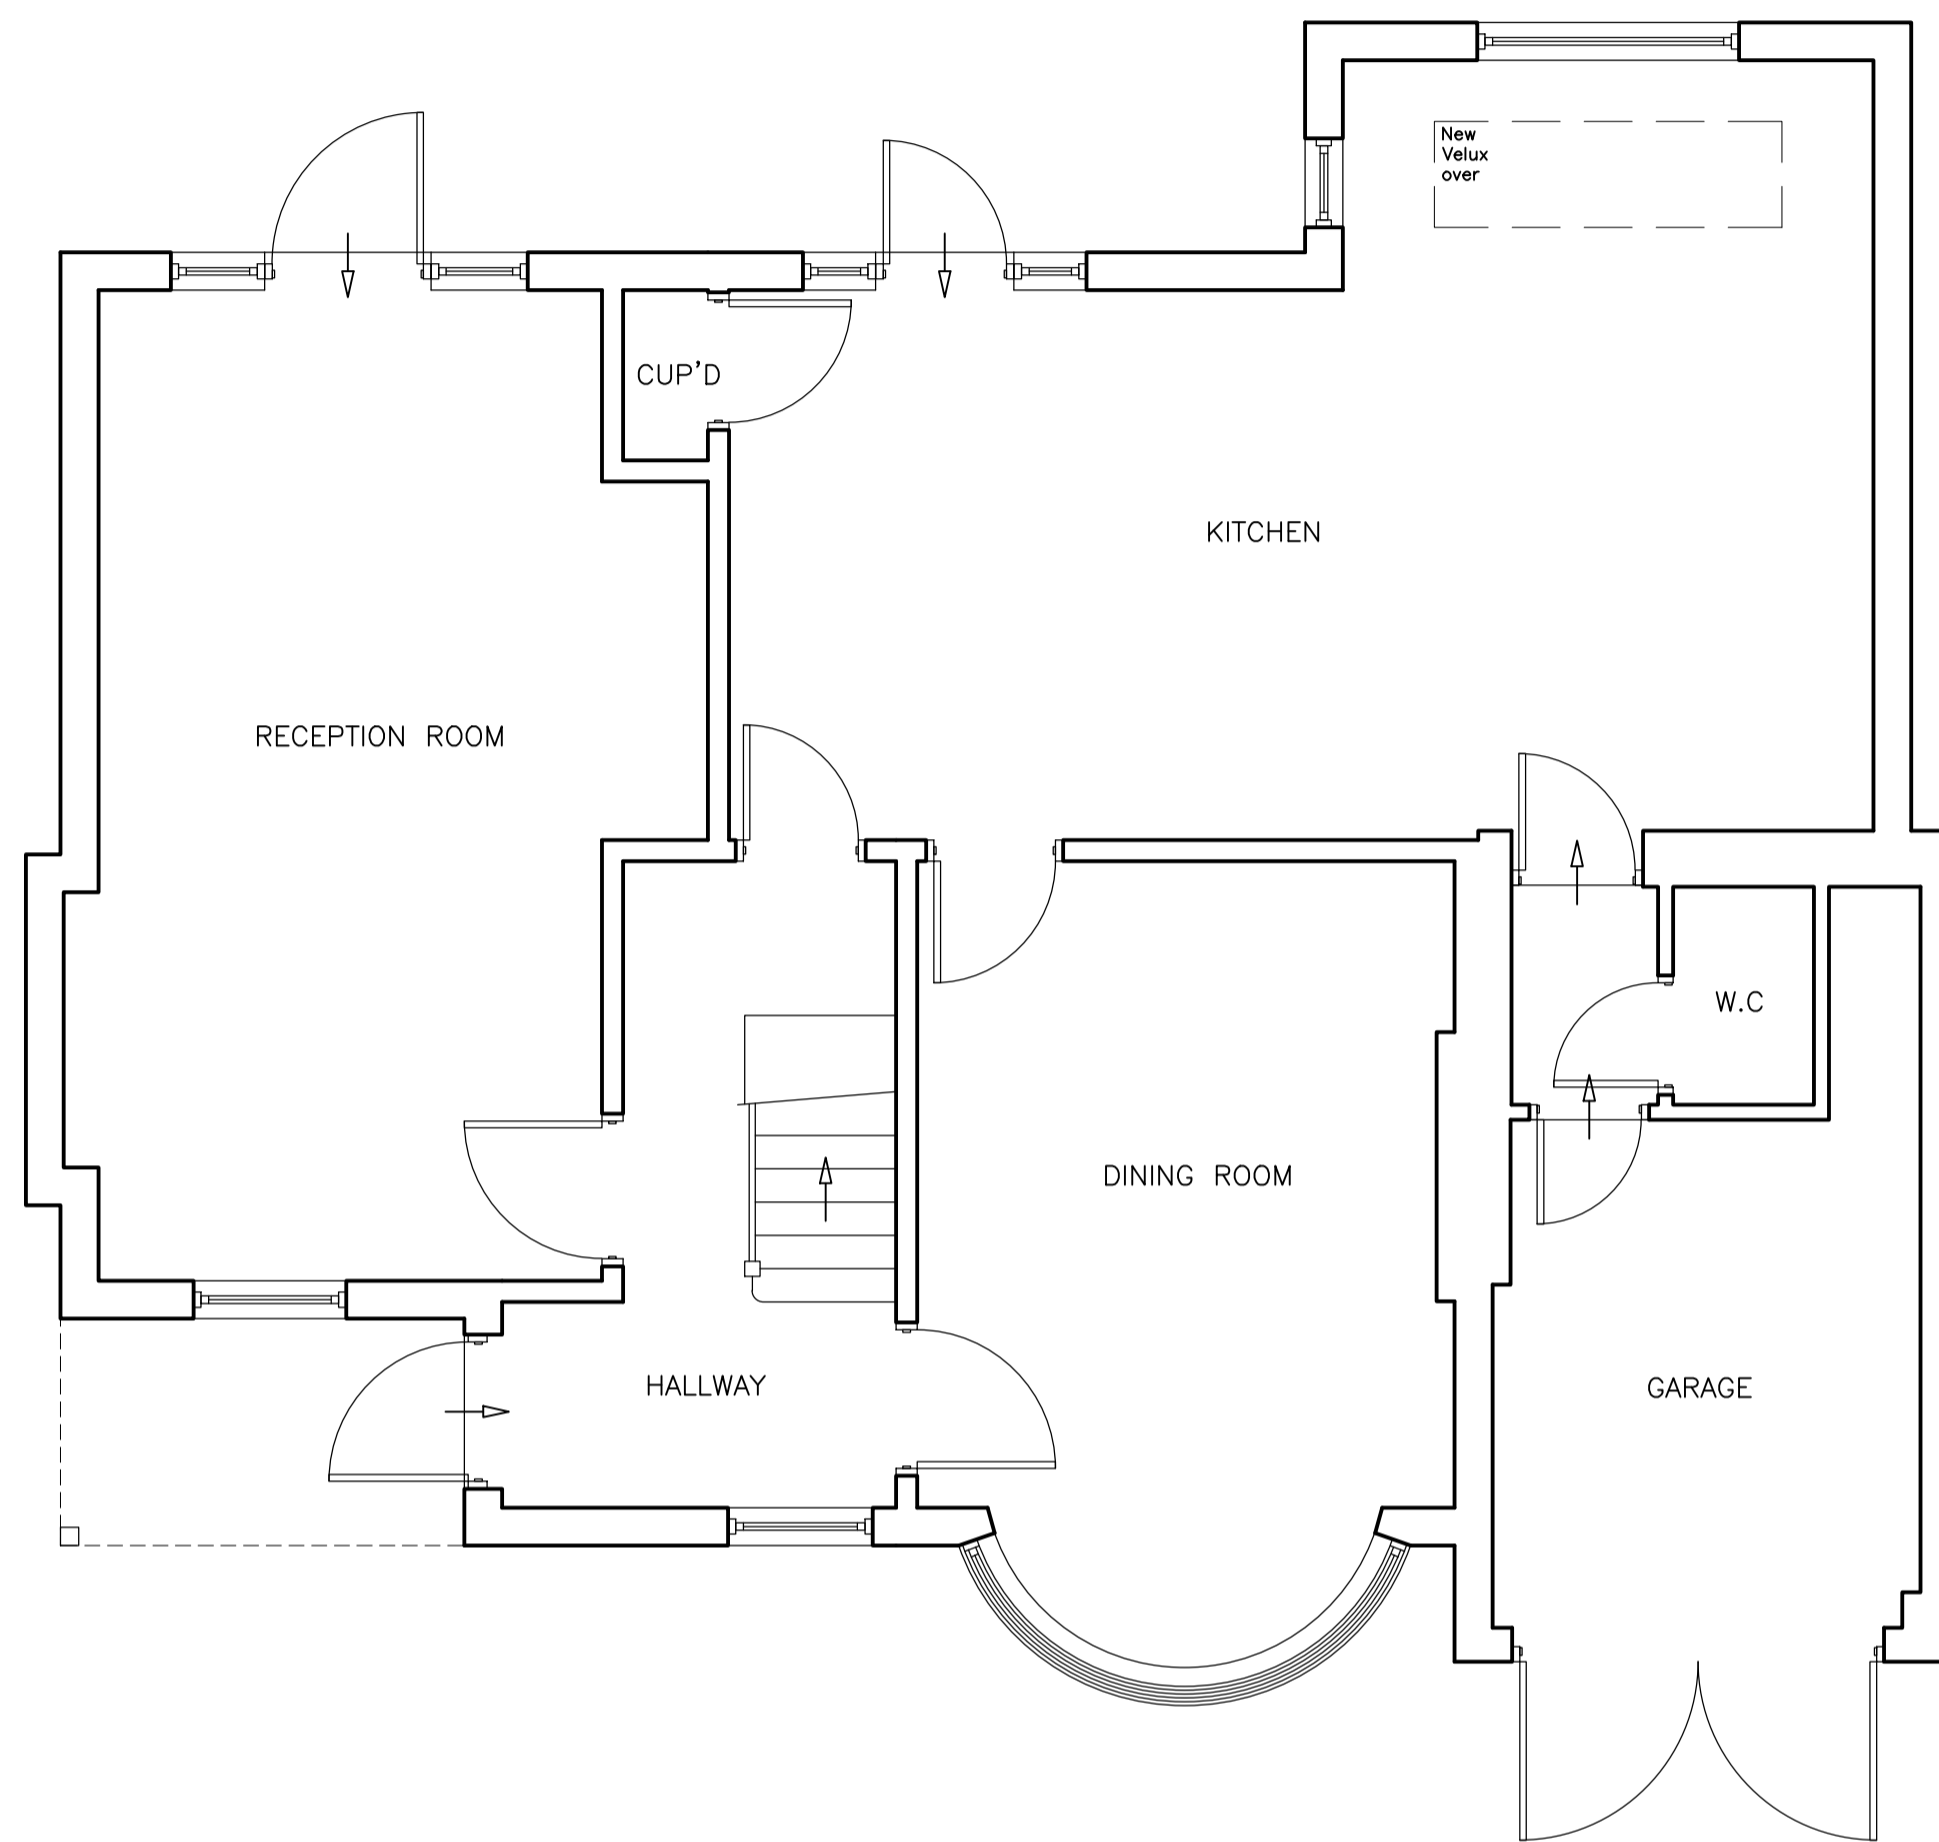 New
Velux
over
CUP'D
KITCHEN
RECEPTION ROOM
W.C
DINING ROOM
HALLWAY
GARAGE